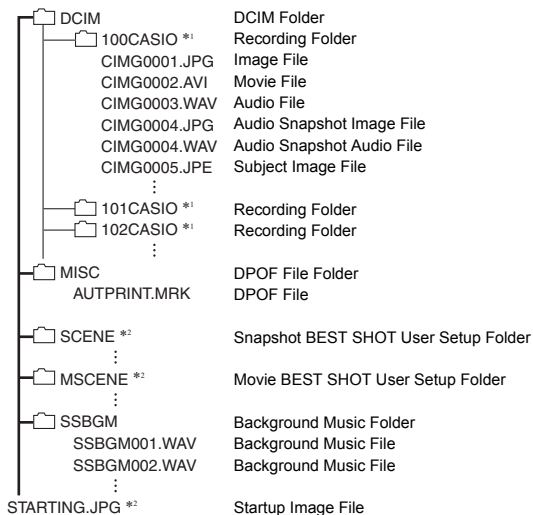 DCIM DCIM Folder
100CASIO *1 Recording Folder
CIMG0001.JPG Image File
CIMG0002.AVI Movie File
CIMG0003.WAV Audio File
CIMG0004.JPG Audio Snapshot Image File
CIMG0004.WAV Audio Snapshot Audio File
CIMG0005.JPE Subject Image File
101CASIO *1 Recording Folder
102CASIO *1 Recording Folder
MISC DPOF File Folder
AUTPRINT.MRK DPOF File
SCENE *2 Snapshot BEST SHOT User Setup Folder
MSCENE *2 Movie BEST SHOT User Setup Folder
SSBGM Background Music Folder
SSBGM001.WAV Background Music File
SSBGM002.WAV Background Music File
STARTING.JPG *2 Startup Image File